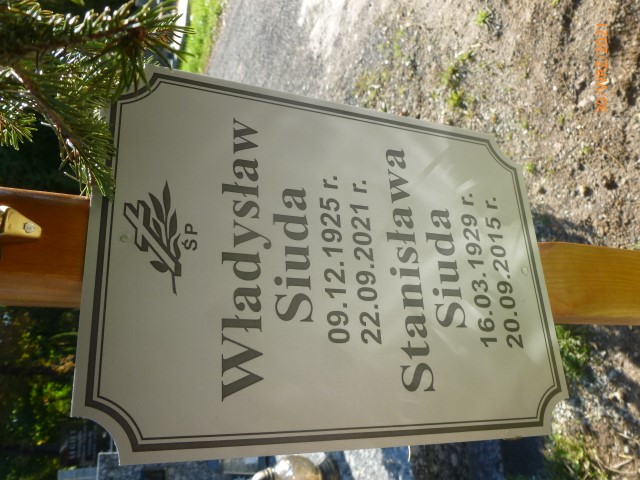 ŚP
Władysław
Siuda
09.12.1925 r.
22.09.2021 r.
Stanisława
Siuda
16.03.1929 r.
20.09.2015 r.